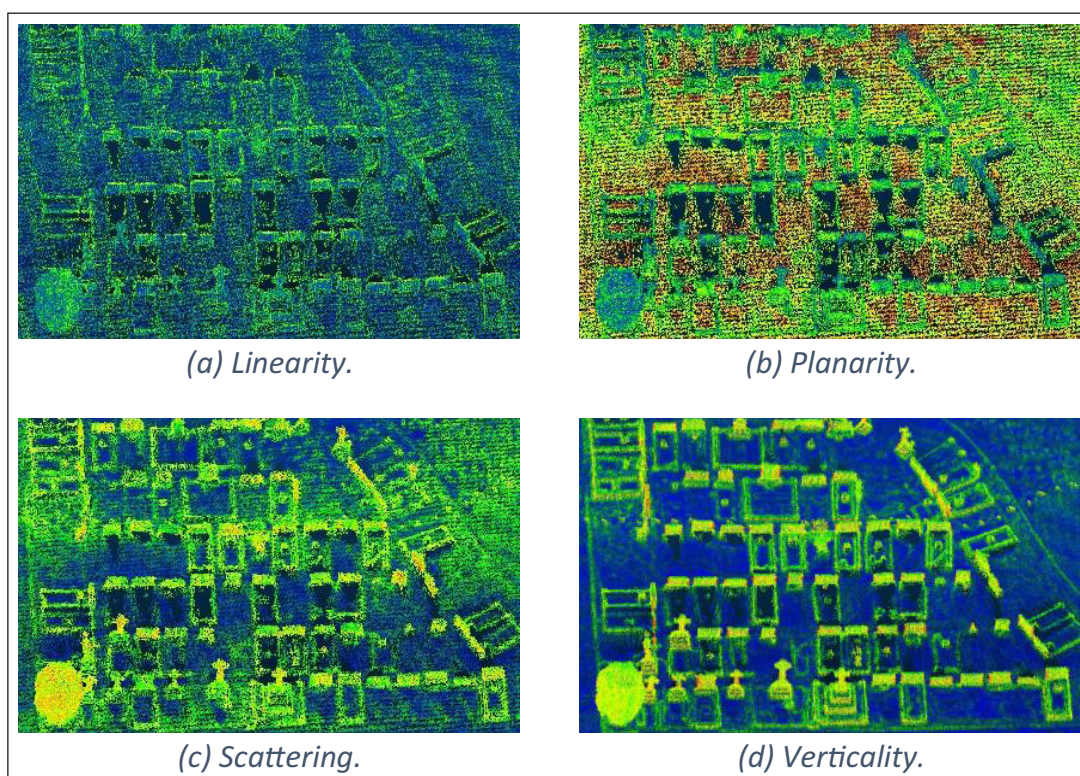 (a) Linearity.
(b) Planarity.
(c) Scattering.
(d) Verticality.